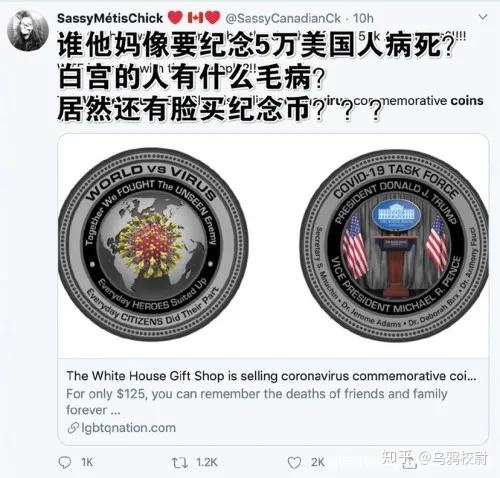 SassyMétisChick ❤️ 🇨🇦 ❤️ @SassyCanadianCk · 10h
谁他妈像要纪念5万美国人病死？
白宫的人有什么毛病？
居然还有脸买纪念币？？？
commemorative coins
WORLD vs VIRUS
Together We FOUGHT The UNSEEN Enemy
Everyday HEROES Suited Up
Everyday CITIZENS Did Their Part
COVID-19 TASK FORCE
PRESIDENT DONALD J. TRUMP
VICE PRESIDENT MICHAEL R. PENCE
Secretary S. Mnuchin · Dr. Jerome Adams · Dr. Deborah Birx · Dr. Anthony Fauci
The White House Gift Shop is selling coronavirus commemorative coi...
For only $125, you can remember the deaths of friends and family
forever ...
lgbtqnation.com
1K
1.2K
2K
知乎 @乌鸦校尉